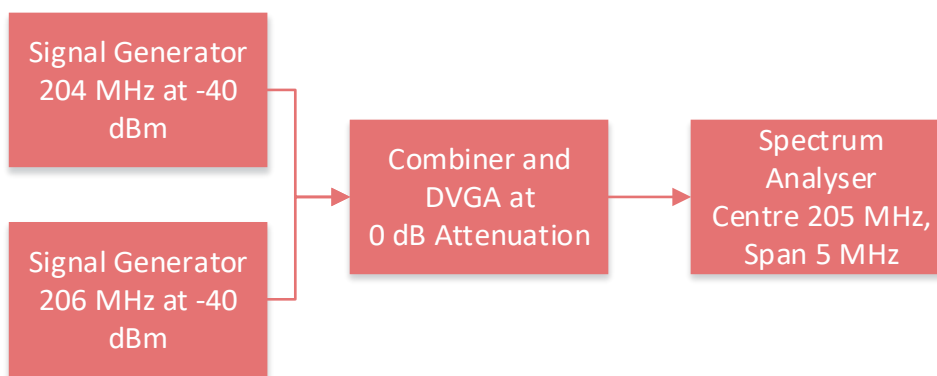 Signal Generator
204 MHz at -40
dBm
Signal Generator
206 MHz at -40
dBm
Combiner and
DVGA at
0 dB Attenuation
Spectrum
Analyser
Centre 205 MHz,
Span 5 MHz